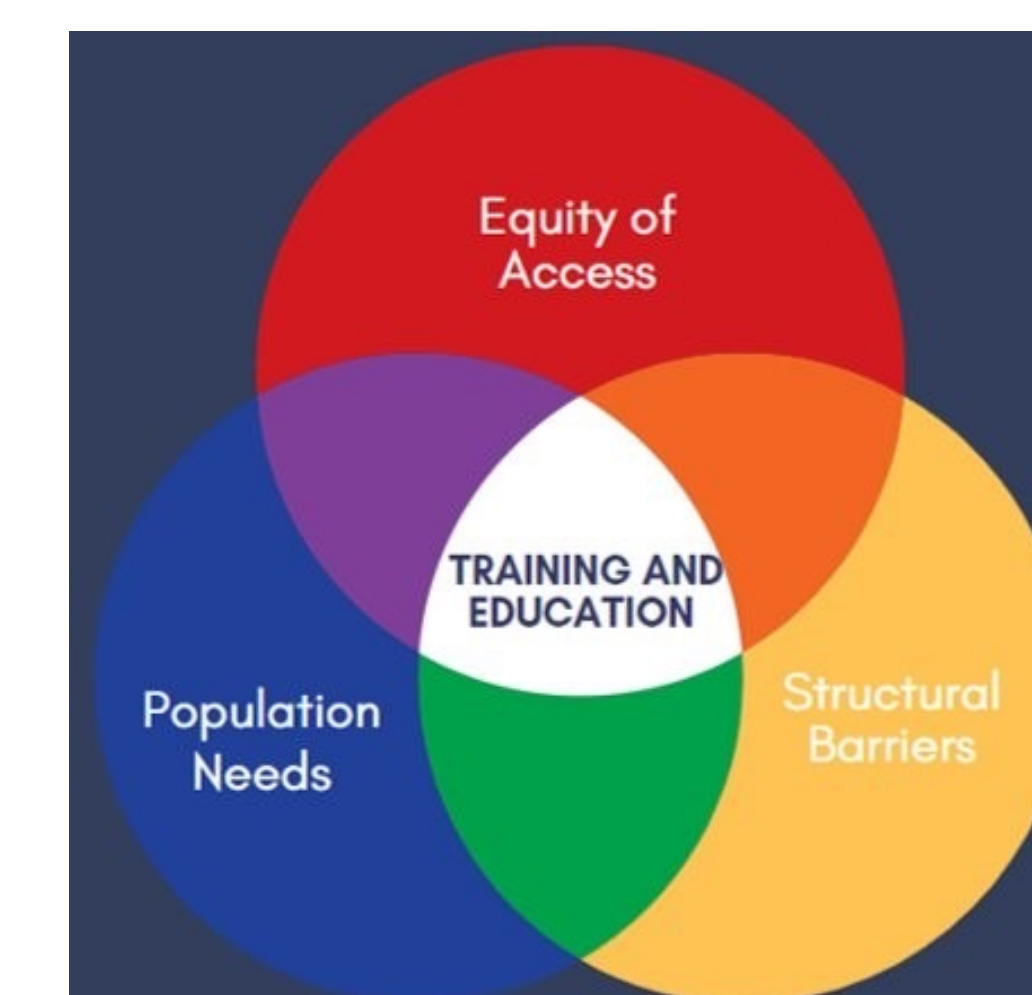 Equity of
Access
TRAINING AND
EDUCATION
Population
Needs
Structural
Barriers